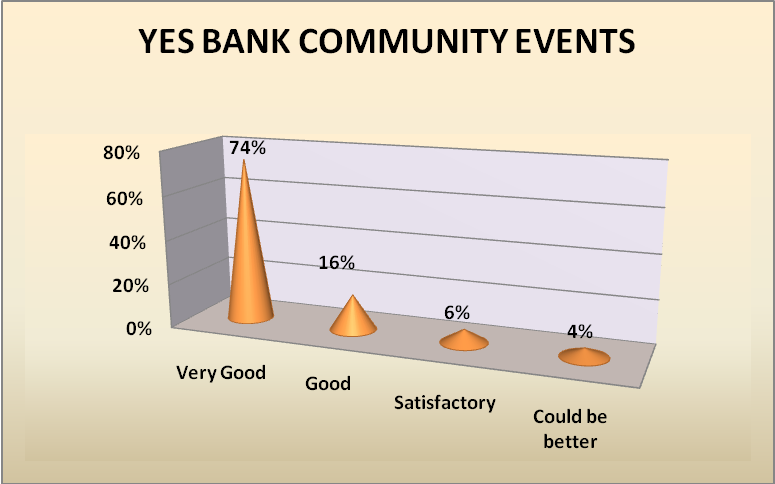 YES BANK COMMUNITY EVENTS
80%
60%
40%
20%
0%
74%
16%
6%
4%
Very Good
Good
Satisfactory
Could be
better